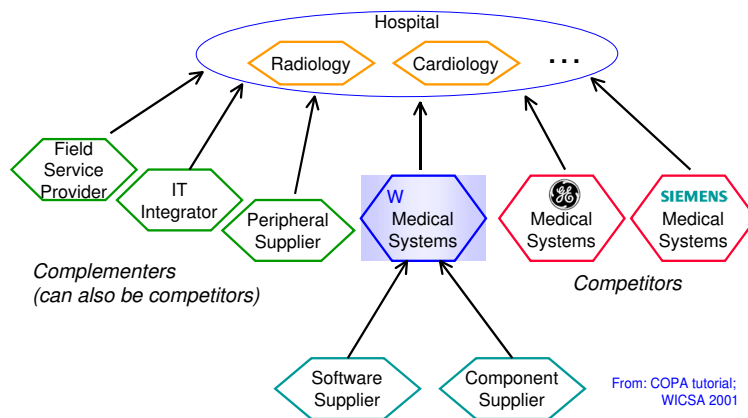 Hospital
Radiology
Cardiology
...
Field
Service
Provider
IT
Integrator
Peripheral
Supplier
W
Medical
Systems
GE
Medical
Systems
SIEMENS
Medical
Systems
Complementers
(can also be competitors)
Competitors
Software
Supplier
Component
Supplier
From: COPA tutorial;
WICSA 2001